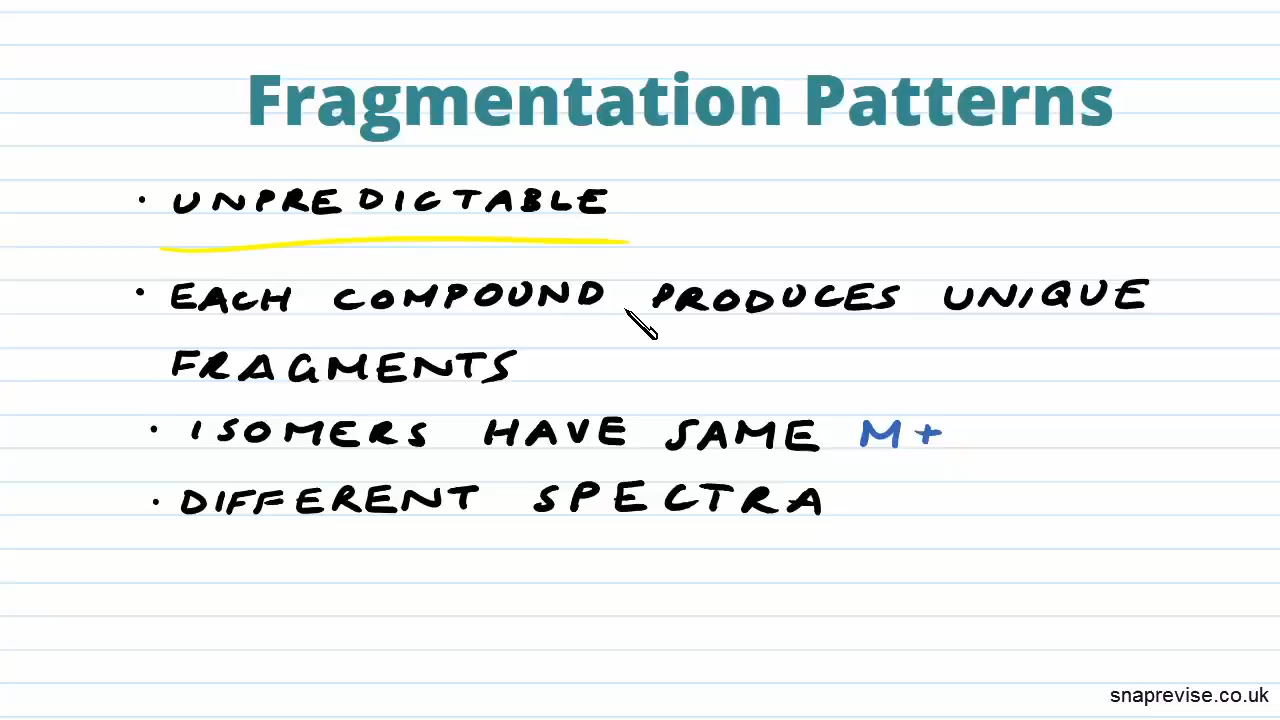 Fragmentation Patterns
· UNPREDICTABLE
· EACH COMPOUND PRODUCES UNIQUE
FRAGMENTS
· ISOMERS HAVE SAME M+
· DIFFERENT SPECTRA
snaprevise.co.uk